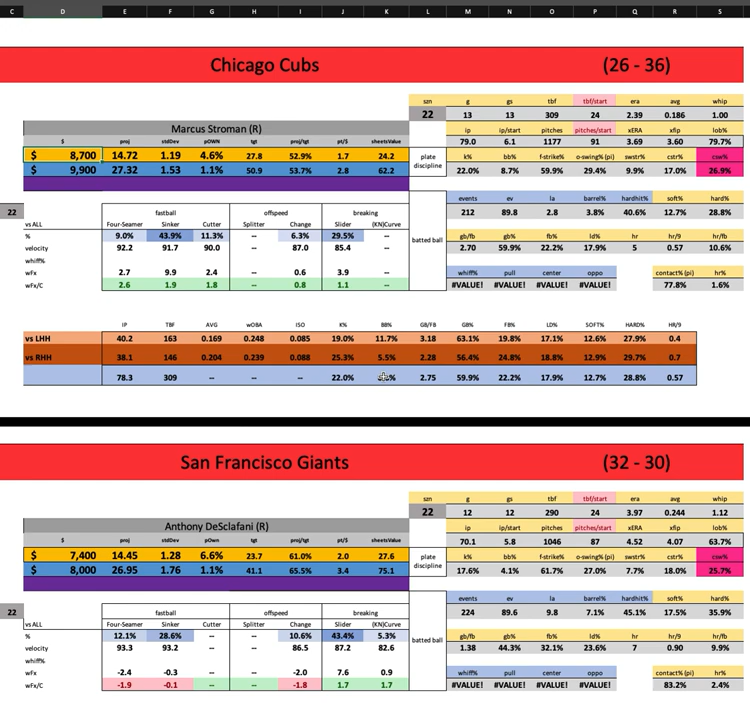 C D E F G H I J K L M N O P Q R S
Chicago Cubs (26 - 36)
szn g gs tbf tbf/start era avg whip
22 13 13 309 24 2.39 0.186 1.00
Marcus Stroman (R) ip ip/start pitches pitches/start xERA xfip lob%
$ proj stdDev pOWN tgt proj/tgt pt/$ sheetsValue 79.0 6.1 1177 91 3.69 3.60 79.7%
$ 8,700 14.72 1.19 4.6% 27.8 52.9% 1.7 24.2 plate discipline k% bb% f-strike% o-swing% (pi) swstr% cstr% csw%
$ 9,900 27.32 1.53 1.1% 50.9 53.7% 2.8 62.2 22.0% 8.7% 59.9% 29.4% 9.9% 17.0% 26.9%
events ev la barrel% hardhit% soft% hard%
22 fastball offspeed breaking 212 89.8 2.8 3.8% 40.6% 12.7% 28.8%
vs ALL Four-Seamer Sinker Cutter Splitter Change Slider (KN)Curve
% 9.0% 43.9% 11.3% -- 6.3% 29.5% -- batted ball gb/fb gb% fb% ld% hr hr/9 hr/fb
velocity 92.2 91.7 90.0 -- 87.0 85.4 -- 2.70 59.9% 22.2% 17.9% 5 0.57 10.6%
whiff%
wFx 2.7 9.9 2.4 -- 0.6 3.9 -- whiff% pull center oppo contact% (pi) hr%
wFx/C 2.6 1.9 1.8 -- 0.8 1.1 -- #VALUE! #VALUE! #VALUE! #VALUE! 77.8% 1.6%
IP TBF AVG wOBA ISO K% BB% GB/FB GB% FB% LD% SOFT% HARD% HR/9
vs LHH 40.2 163 0.169 0.248 0.085 19.0% 11.7% 3.18 63.1% 19.8% 17.1% 12.6% 27.9% 0.4
vs RHH 38.1 146 0.204 0.239 0.088 25.3% 5.5% 2.28 56.4% 24.8% 18.8% 12.9% 29.7% 0.7
78.3 309 -- -- -- 22.0% 2.75 59.9% 22.2% 17.9% 12.7% 28.8% 0.57
San Francisco Giants (32 - 30)
szn g gs tbf tbf/start era avg whip
22 12 12 290 24 3.97 0.244 1.12
Anthony DeSclafani (R) ip ip/start pitches pitches/start xERA xfip lob%
$ proj stdDev pOwn tgt proj/tgt pt/$ sheetsValue 70.1 5.8 1046 87 4.52 4.07 63.7%
$ 7,400 14.45 1.28 6.6% 23.7 61.0% 2.0 27.6 plate discipline k% bb% f-strike% o-swing% (pi) swstr% cstr% csw%
$ 8,000 26.95 1.76 1.1% 41.1 65.5% 3.4 75.1 17.6% 4.1% 61.7% 27.0% 7.7% 18.0% 25.7%
events ev la barrel% hardhit% soft% hard%
22 fastball offspeed breaking 224 89.6 9.8 7.1% 45.1% 17.5% 35.9%
vs ALL Four-Seamer Sinker Cutter Splitter Change Slider (KN)Curve
% 12.1% 28.6% -- -- 10.6% 43.4% 5.3% batted ball gb/fb gb% fb% ld% hr hr/9 hr/fb
velocity 93.3 93.2 -- -- 86.5 87.2 82.6 1.38 44.3% 32.1% 23.6% 7 0.90 9.9%
whiff%
wFx -2.4 -0.3 -- -- -2.0 7.6 0.9 whiff% pull center oppo contact% (pi) hr%
wFx/C -1.9 -0.1 -- -- -1.8 1.7 1.7 #VALUE! #VALUE! #VALUE! #VALUE! 83.2% 2.4%